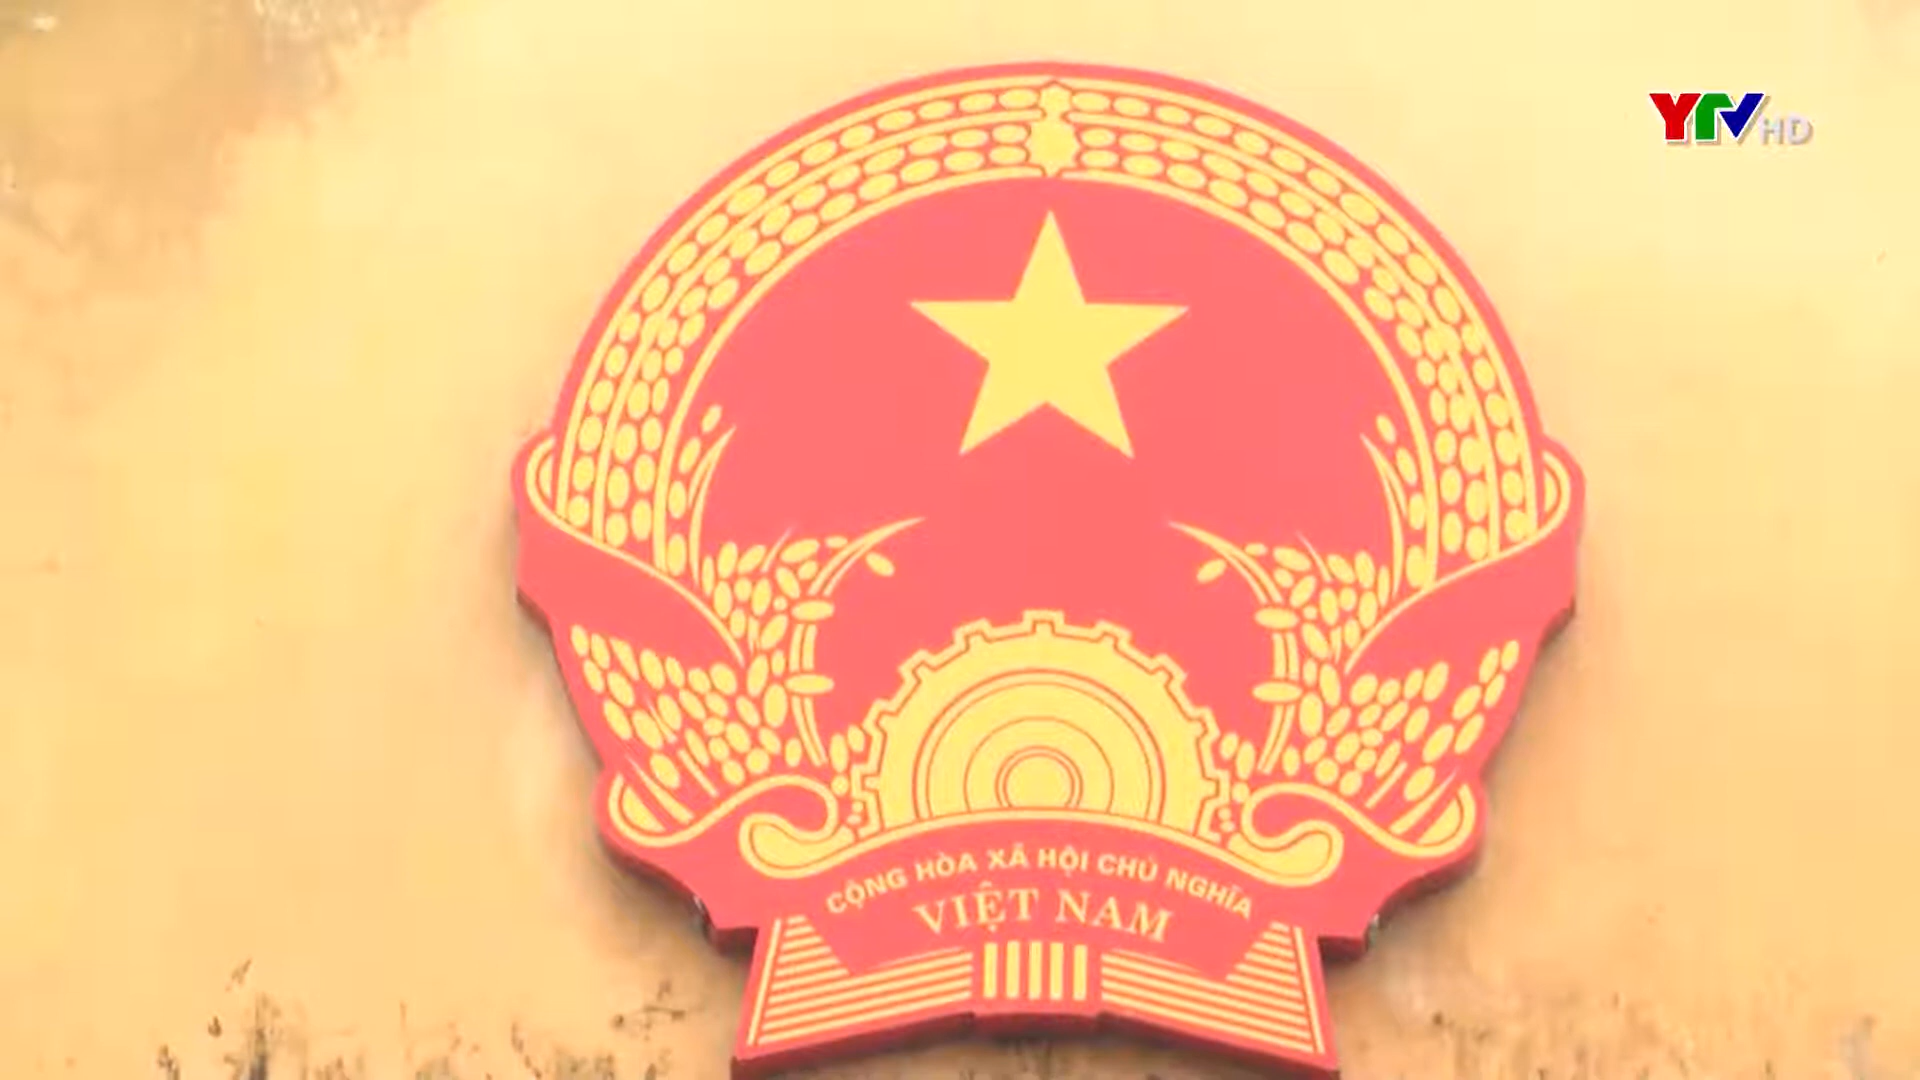 YTV HD
CỘNG HÒA XÃ HỘI CHỦ NGHĨA
VIỆT NAM